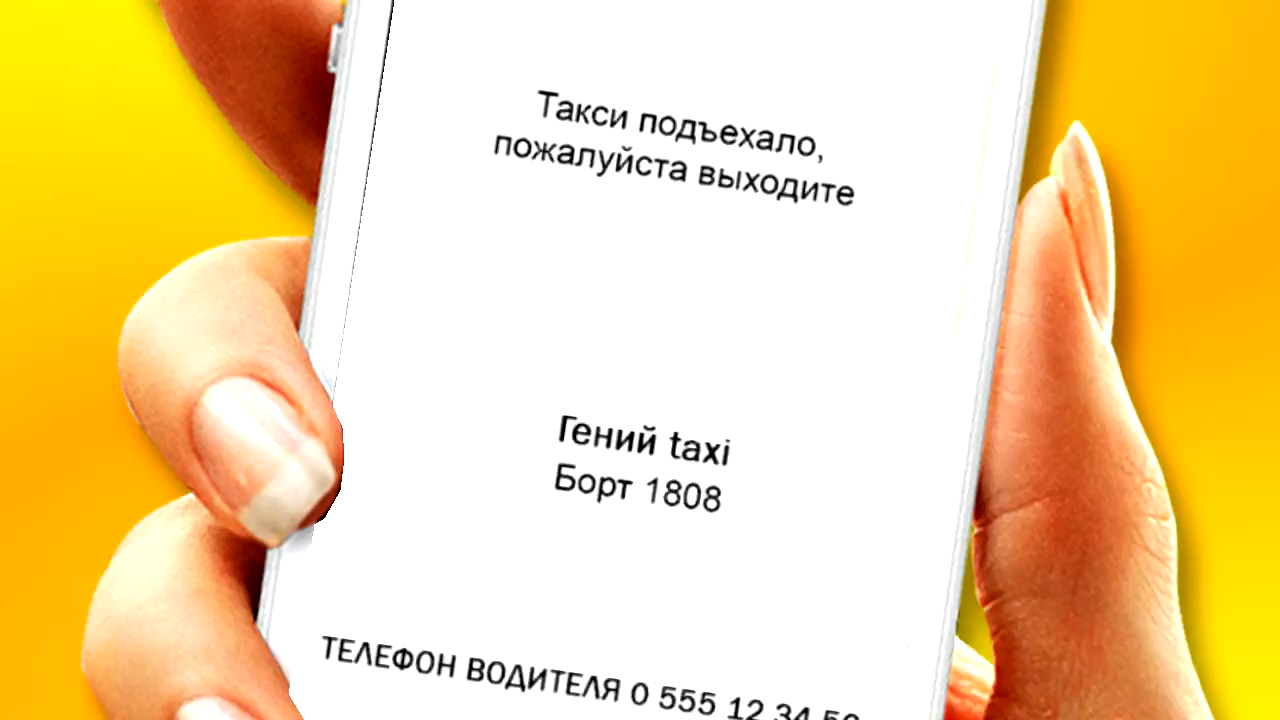 Такси подъехало,
пожалуйста выходите
Гений taxi
Борт 1808
ТЕЛЕФОН ВОДИТЕЛЯ 0 555 12 34